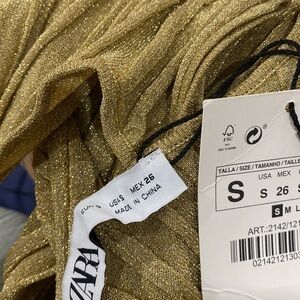 ZARA
EUR S USA S MEX 26
MADE IN CHINA
FSC
TALLA / SIZE / TAMANHO / TAILLE
USA MEX
S
S 26
S M L
ART.: 2142/121
02142121303